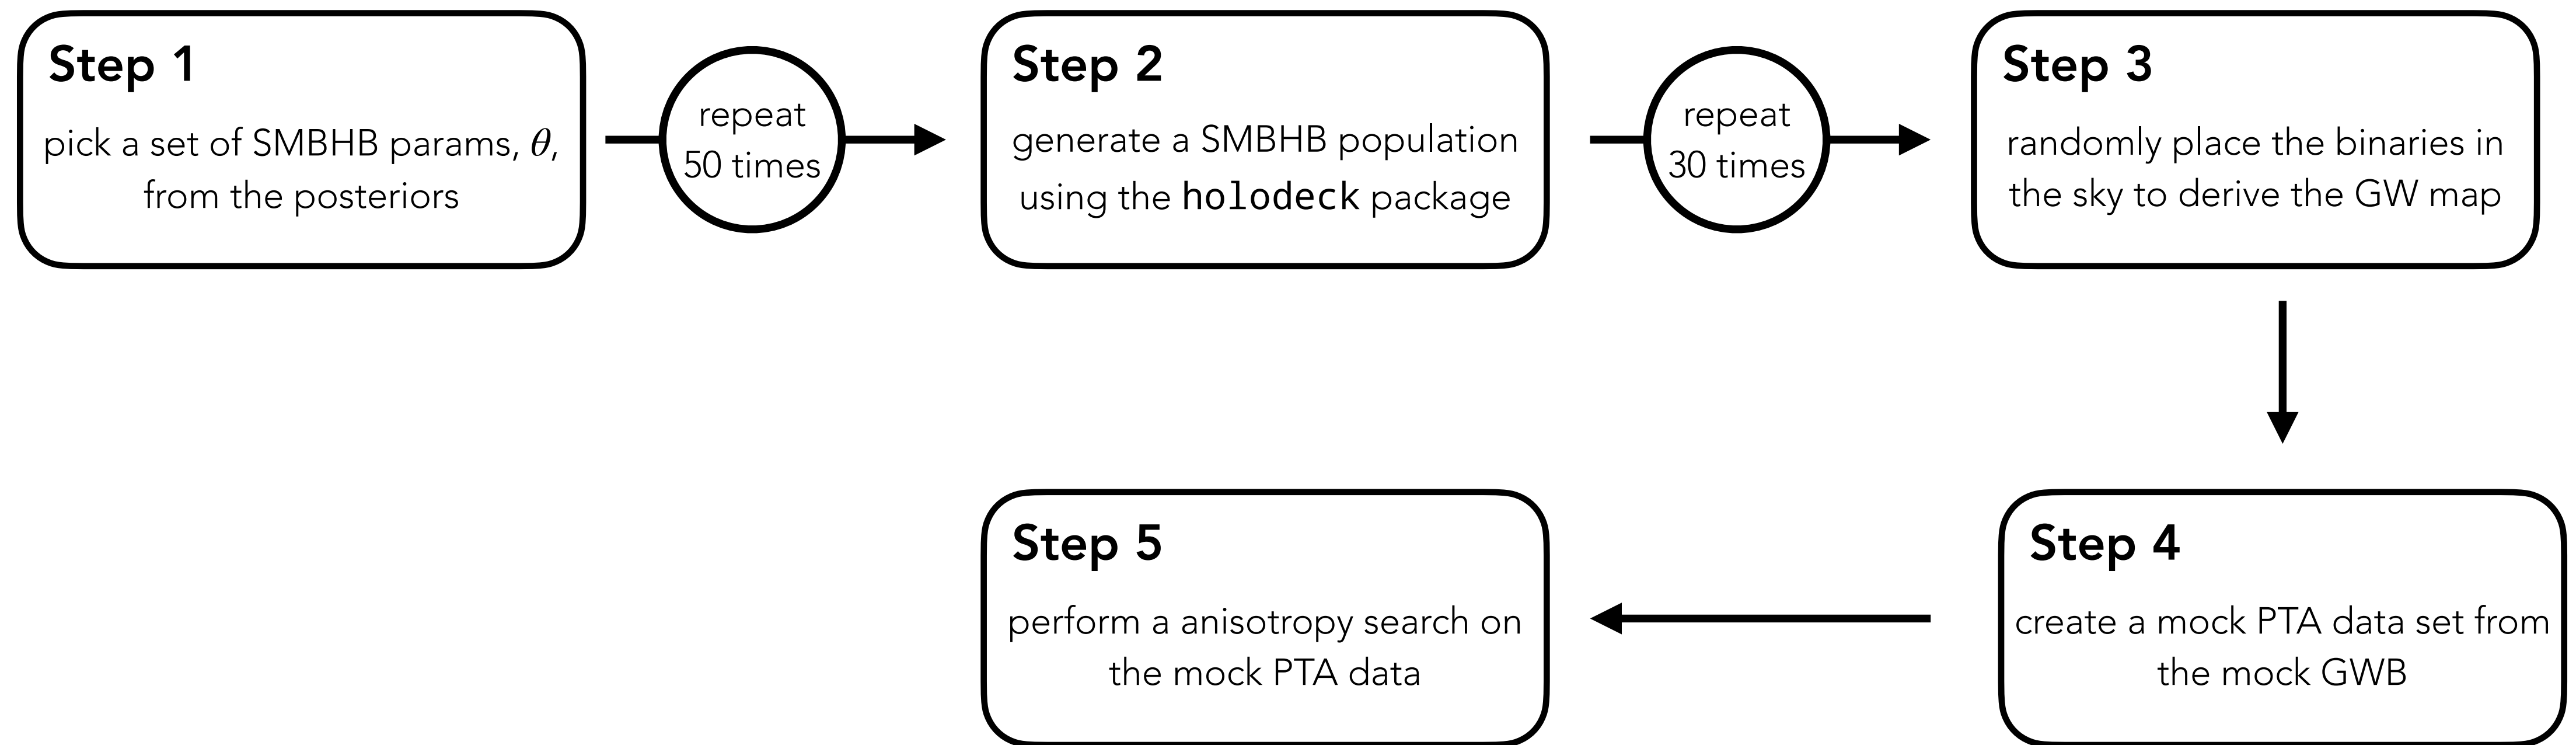 Step 1
pick a set of SMBHB params, θ,
from the posteriors
repeat
50 times
Step 2
generate a SMBHB population
using the holodeck package
repeat
30 times
Step 3
randomly place the binaries in
the sky to derive the GW map
Step 4
create a mock PTA data set from
the mock GWB
Step 5
perform a anisotropy search on
the mock PTA data